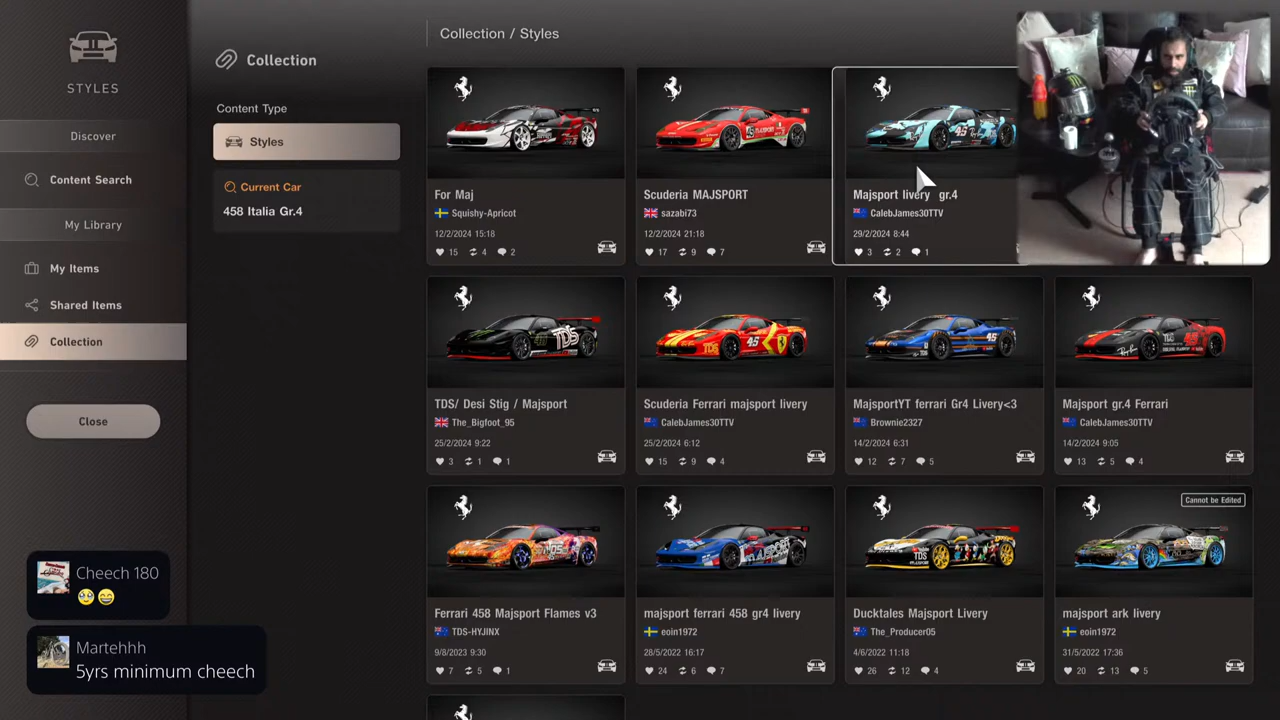 STYLES
Discover
Content Search
My Library
My Items
Shared Items
Collection
Close
Collection
Content Type
Styles
Current Car
458 Italia Gr.4
Collection / Styles
For Maj
Squishy-Apricot
12/2/2024 15:18
15 4 2
Scuderia MAJSPORT
sazabi73
12/2/2024 21:18
17 9 7
Majsport livery gr.4
CalebJames30TTV
29/2/2024 8:44
3 2 1
TDS/ Desi Stig / Majsport
The_Bigfoot_95
25/2/2024 9:22
3 1 1
Scuderia Ferrari majsport livery
CalebJames30TTV
25/2/2024 6:12
15 9 4
MajsportYT ferrari Gr4 Livery<3
Brownie2327
14/2/2024 6:31
12 7 5
Majsport gr.4 Ferrari
CalebJames30TTV
14/2/2024 9:05
13 5 4
Ferrari 458 Majsport Flames v3
TDS-HYJINX
9/8/2023 9:30
7 5 1
majsport ferrari 458 gr4 livery
eoin1972
28/5/2022 16:17
24 6 7
Ducktales Majsport Livery
The_Producer05
4/6/2022 11:18
26 12 4
Cannot be Edited
majsport ark livery
eoin1972
31/5/2022 17:36
20 13 5
Cheech 180
🥹😄
Martehhh
5yrs minimum cheech